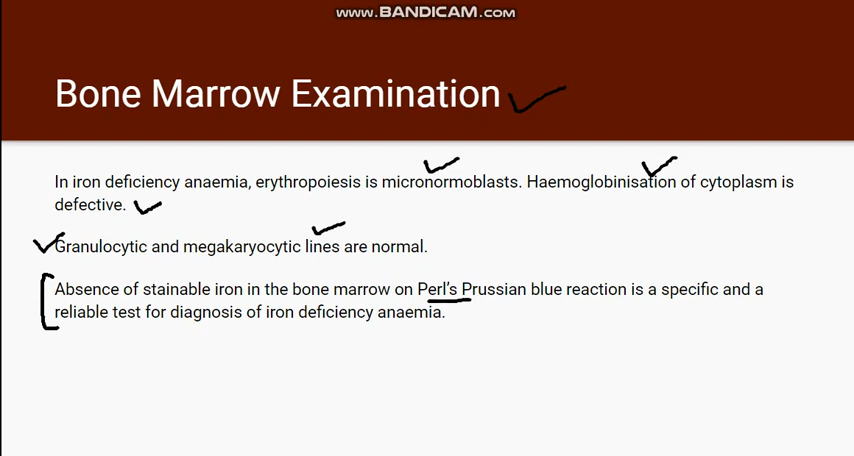 www.BANDICAM.com
Bone Marrow Examination
In iron deficiency anaemia, erythropoiesis is micronormoblasts. Haemoglobinisation of cytoplasm is
defective.
Granulocytic and megakaryocytic lines are normal.
Absence of stainable iron in the bone marrow on Perl's Prussian blue reaction is a specific and a
reliable test for diagnosis of iron deficiency anaemia.